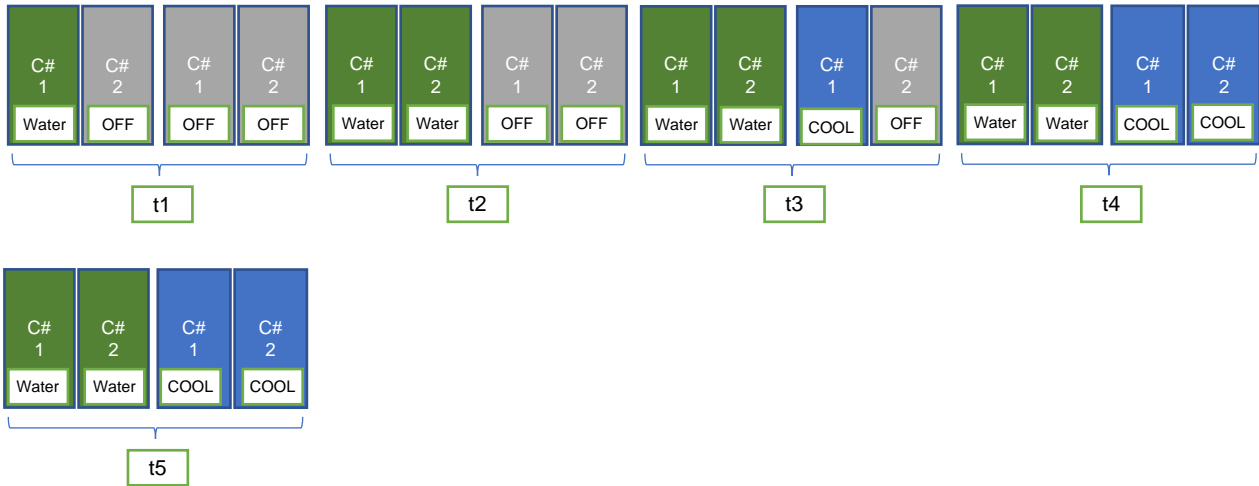 C# C# C# C#
1 2 1 2
Water OFF OFF OFF
t1
C# C# C# C#
1 2 1 2
Water Water OFF OFF
t2
C# C# C# C#
1 2 1 2
Water Water COOL OFF
t3
C# C# C# C#
1 2 1 2
Water Water COOL COOL
t4
C# C# C# C#
1 2 1 2
Water Water COOL COOL
t5